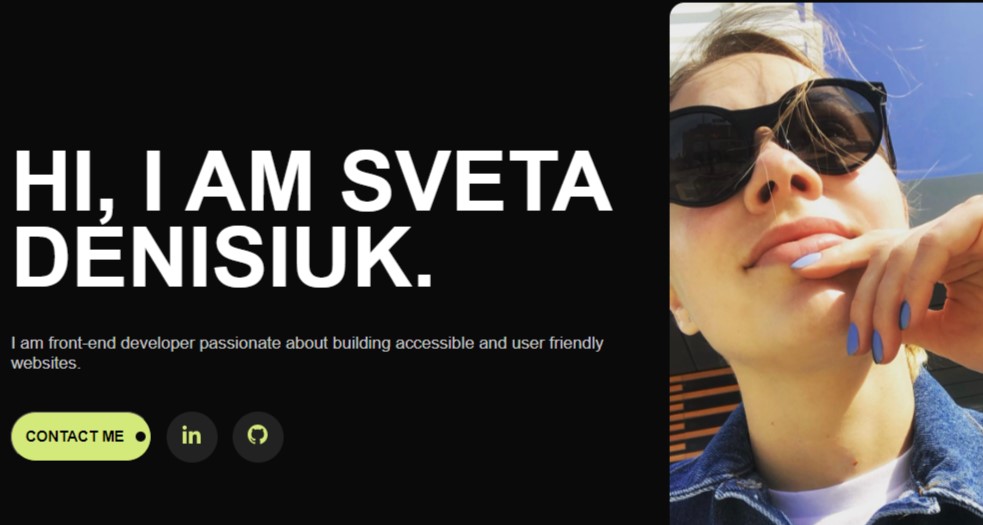 HI, I AM SVETA
DENISIUK.
I am front-end developer passionate about building accessible and user friendly
websites.
CONTACT ME
in